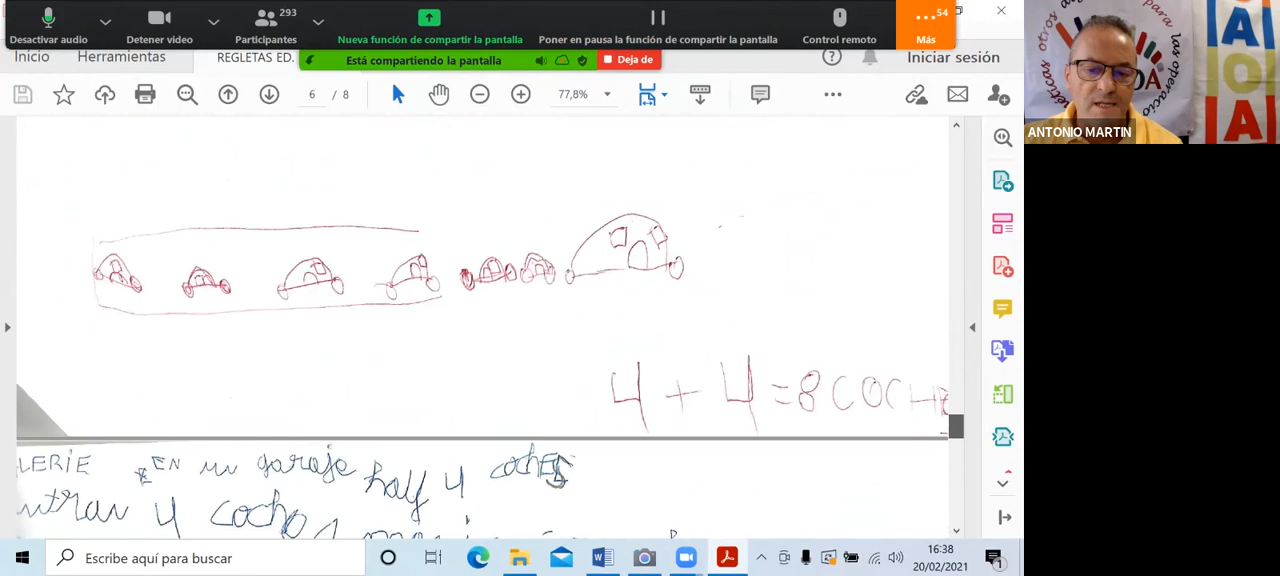 293
54
Desactivar audio
Detener video
Participantes
Nueva función de compartir la pantalla
Poner en pausa la función de compartir la pantalla
Control remoto
Más
Inicio
Herramientas
REGLETAS ED.
Está compartiendo la pantalla
Deja de
Iniciar sesión
6 / 8
77,8%
ANTONIO MARTIN
4 + 4 = 8 COCHE
LERIE EN un garaje half 4 cochES
ntran 4 coche
Escribe aquí para buscar
16:38
20/02/2021
1